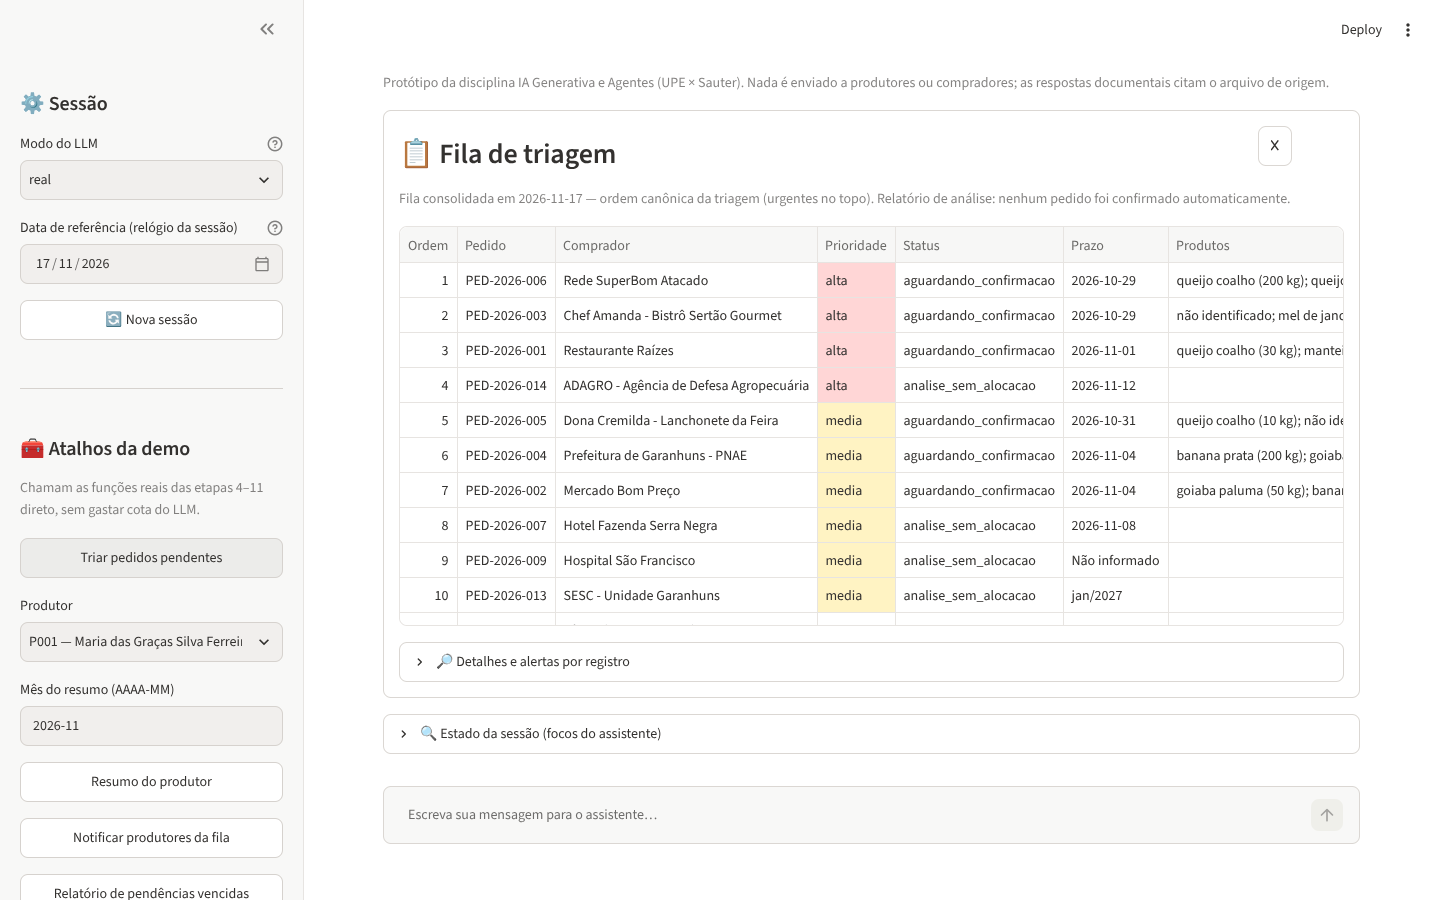 Deploy
⚙️ Sessão
Modo do LLM
real
Data de referência (relógio da sessão)
17 / 11 / 2026
🔄 Nova sessão
🧰 Atalhos da demo
Chamam as funções reais das etapas 4–11
direto, sem gastar cota do LLM.
Triar pedidos pendentes
Produtor
P001 — Maria das Graças Silva Ferrei
Mês do resumo (AAAA-MM)
2026-11
Resumo do produtor
Notificar produtores da fila
Relatório de pendências vencidas
Protótipo da disciplina IA Generativa e Agentes (UPE × Sauter). Nada é enviado a produtores ou compradores; as respostas documentais citam o arquivo de origem.
📋 Fila de triagem
X
Fila consolidada em 2026-11-17 — ordem canônica da triagem (urgentes no topo). Relatório de análise: nenhum pedido foi confirmado automaticamente.
Ordem Pedido Comprador Prioridade Status Prazo Produtos
1 PED-2026-006 Rede SuperBom Atacado alta aguardando_confirmacao 2026-10-29 queijo coalho (200 kg); queijo
2 PED-2026-003 Chef Amanda - Bistrô Sertão Gourmet alta aguardando_confirmacao 2026-10-29 não identificado; mel de janc
3 PED-2026-001 Restaurante Raízes alta aguardando_confirmacao 2026-11-01 queijo coalho (30 kg); mantei
4 PED-2026-014 ADAGRO - Agência de Defesa Agropecuária alta analise_sem_alocacao 2026-11-12
5 PED-2026-005 Dona Cremilda - Lanchonete da Feira media aguardando_confirmacao 2026-10-31 queijo coalho (10 kg); não ide
6 PED-2026-004 Prefeitura de Garanhuns - PNAE media aguardando_confirmacao 2026-11-04 banana prata (200 kg); goiab
7 PED-2026-002 Mercado Bom Preço media aguardando_confirmacao 2026-11-04 goiaba paluma (50 kg); banan
8 PED-2026-007 Hotel Fazenda Serra Negra media analise_sem_alocacao 2026-11-08
9 PED-2026-009 Hospital São Francisco media analise_sem_alocacao Não informado
10 PED-2026-013 SESC - Unidade Garanhuns media analise_sem_alocacao jan/2027
🔎 Detalhes e alertas por registro
🔍 Estado da sessão (focos do assistente)
Escreva sua mensagem para o assistente…